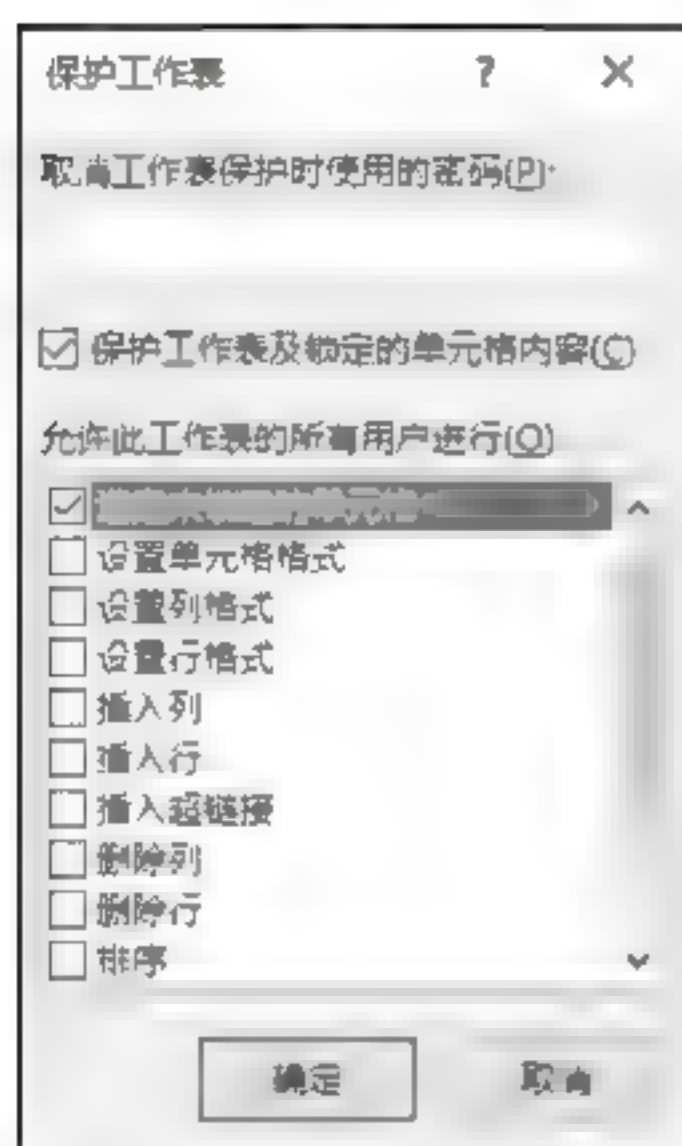 保护工作表 ? ×
取消工作表保护时使用的密码(P):
保护工作表及锁定的单元格内容(C)
允许此工作表的所有用户进行(O)
设置单元格格式
设置列格式
设置行格式
插入列
插入行
插入超链接
删除列
删除行
排序
确定 取消